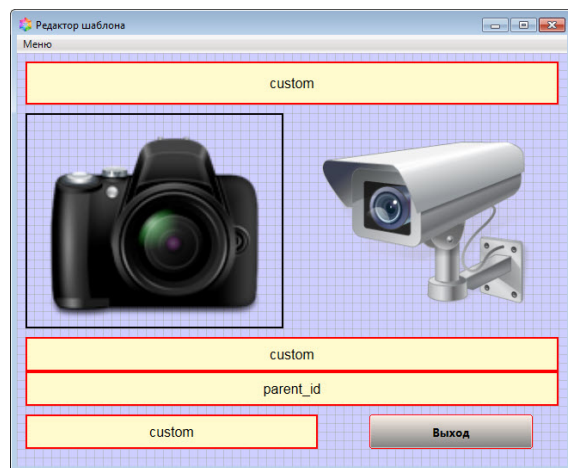 Редактор шаблона
Меню
custom
custom
parent_id
custom
Выход